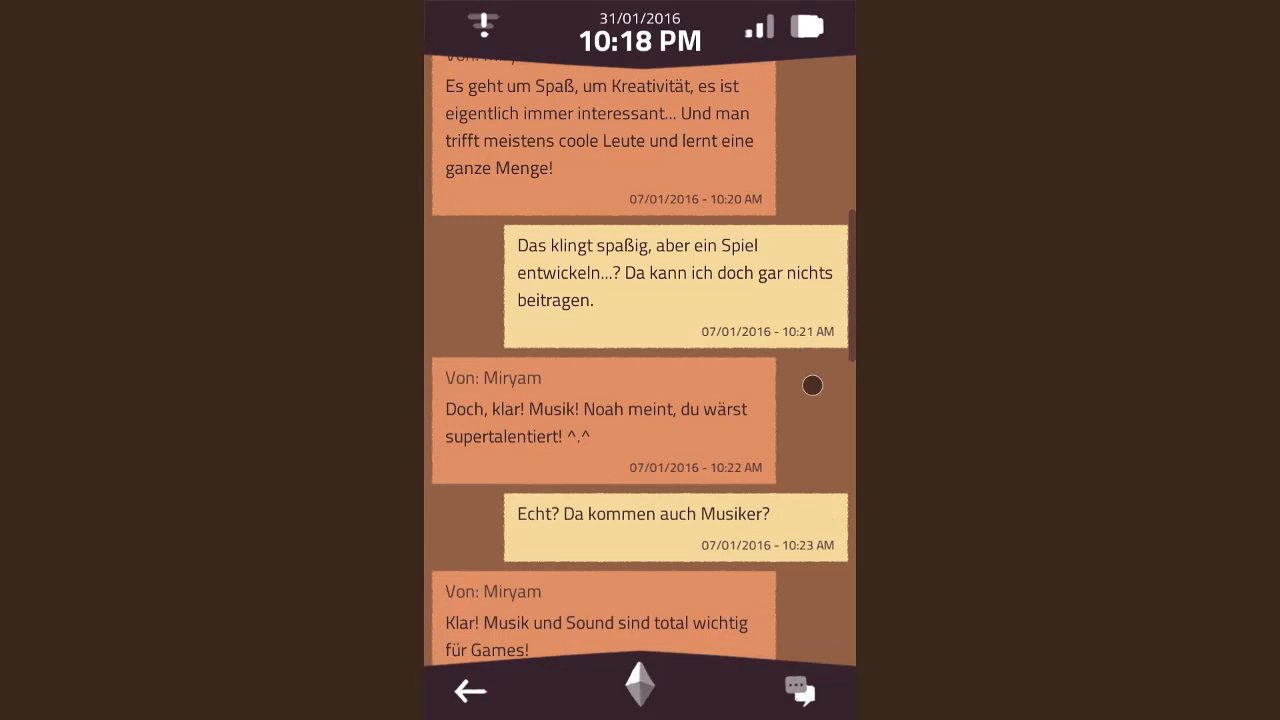 31/01/2016
10:18 PM
Es geht um Spaß, um Kreativität, es ist
eigentlich immer interessant... Und man
trifft meistens coole Leute und lernt eine
ganze Menge!
07/01/2016 - 10:20 AM
Das klingt spaßig, aber ein Spiel
entwickeln...? Da kann ich doch gar nichts
beitragen.
07/01/2016 - 10:21 AM
Von: Miryam
Doch, klar! Musik! Noah meint, du wärst
supertalentiert! ^.^
07/01/2016 - 10:22 AM
Echt? Da kommen auch Musiker?
07/01/2016 - 10:23 AM
Von: Miryam
Klar! Musik und Sound sind total wichtig
für Games!